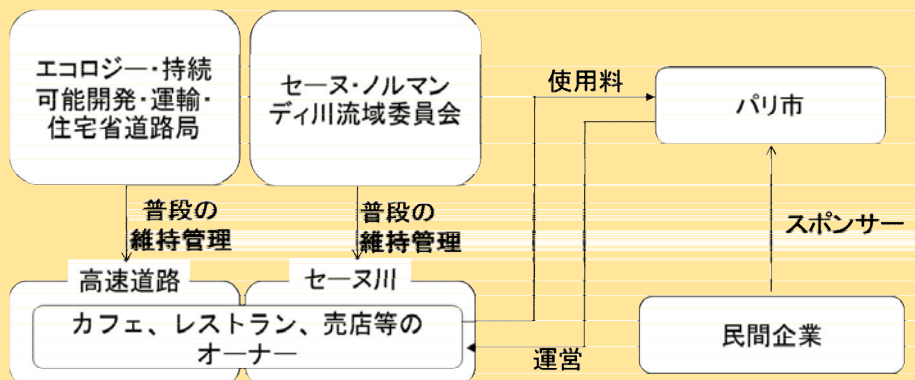 エコロジー・持続
可能開発・運輸・
住宅省道路局
セーヌ・ノルマン
ディ川流域委員会
使用料
パリ市
普段の
維持管理
普段の
維持管理
スポンサー
高速道路
セーヌ川
カフェ、レストラン、売店等の
オーナー
運営
民間企業